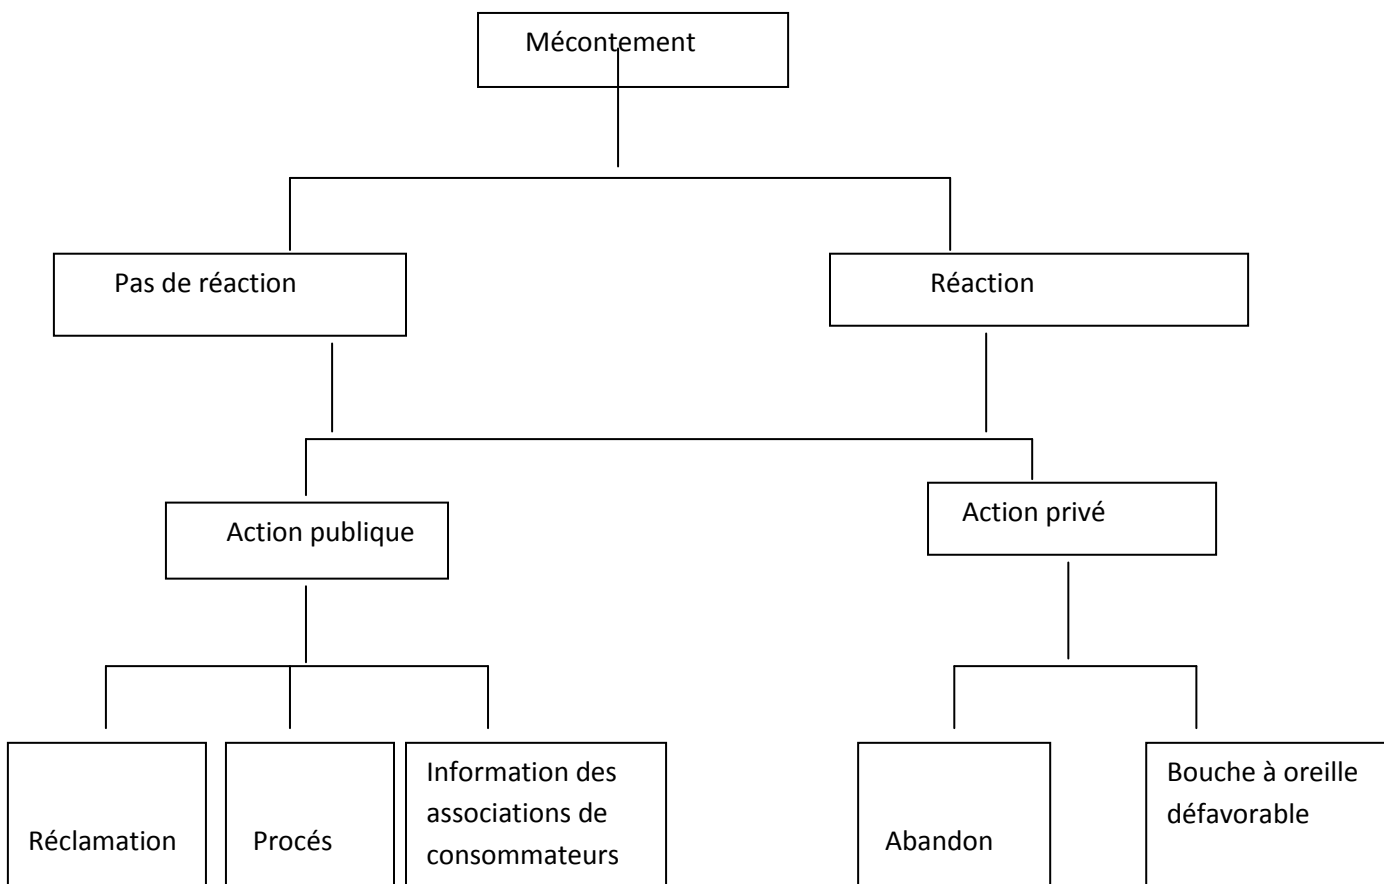 Mécontement
Pas de réaction
Réaction
Action publique
Action privé
Réclamation
Procés
Information des
associations de
consommateurs
Abandon
Bouche à oreille
défavorable